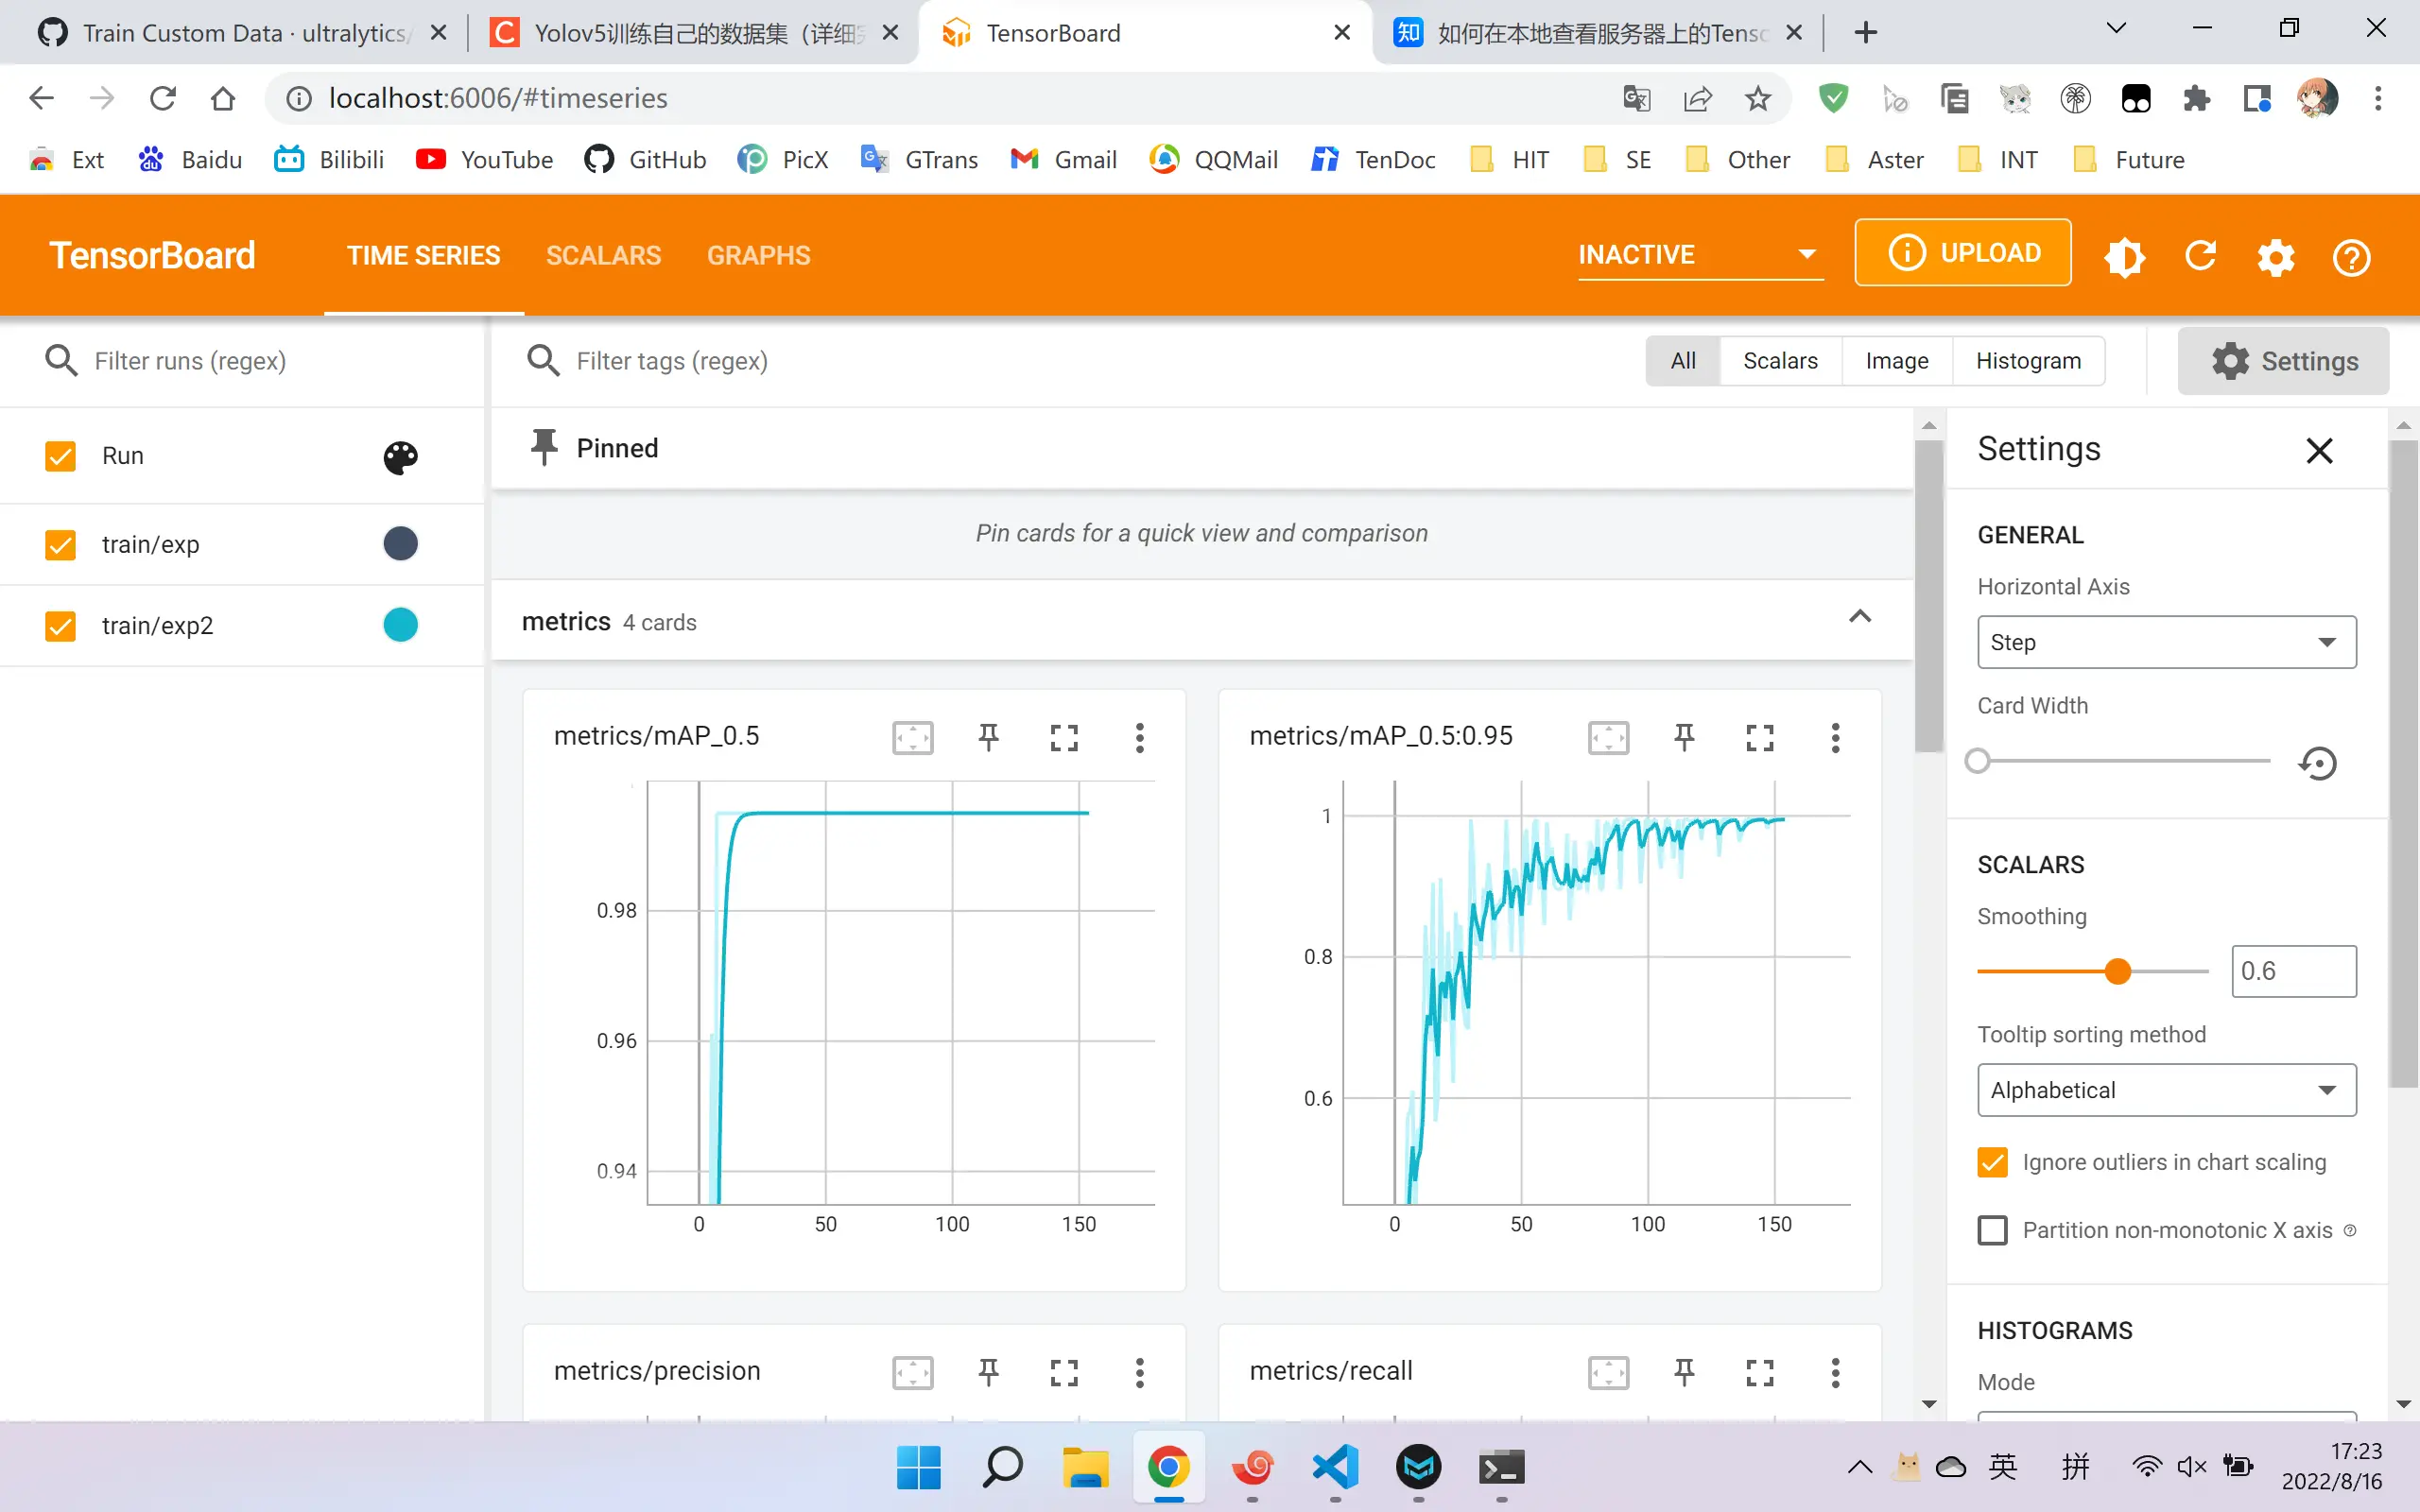 Train Custom Data · ultralytics/
Yolov5训练自己的数据集（详细完
TensorBoard
如何在本地查看服务器上的Tenso
localhost:6006/#timeseries
Ext Baidu Bilibili YouTube GitHub PicX GTrans Gmail QQMail TenDoc HIT SE Other Aster INT Future
TensorBoard TIME SERIES SCALARS GRAPHS INACTIVE UPLOAD
Filter runs (regex)
Filter tags (regex)
All Scalars Image Histogram
Settings
Run
train/exp
train/exp2
Pinned
Pin cards for a quick view and comparison
metrics 4 cards
metrics/mAP_0.5
0.98
0.96
0.94
0 50 100 150
metrics/mAP_0.5:0.95
1
0.8
0.6
0 50 100 150
metrics/precision
metrics/recall
Settings
GENERAL
Horizontal Axis
Step
Card Width
SCALARS
Smoothing
0.6
Tooltip sorting method
Alphabetical
Ignore outliers in chart scaling
Partition non-monotonic X axis
HISTOGRAMS
Mode
英 拼
17:23
2022/8/16